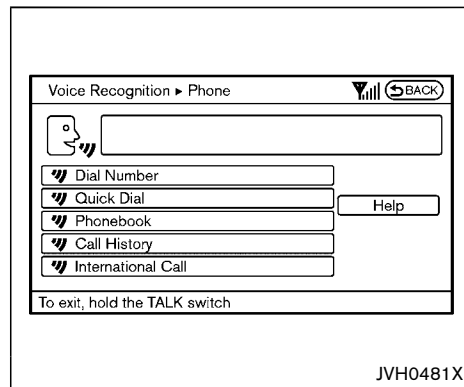 Voice Recognition ▸ Phone BACK
Dial Number
Quick Dial
Help
Phonebook
Call History
International Call
To exit, hold the TALK switch
JVH0481X